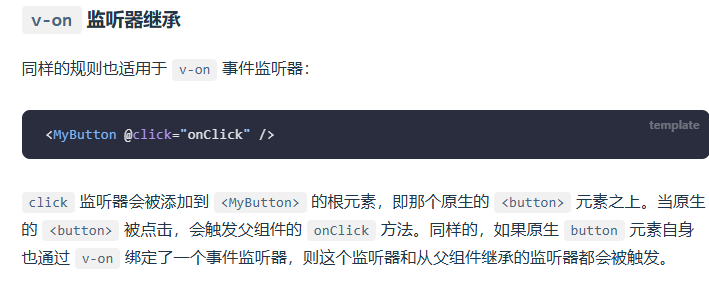 v-on 监听器继承
同样的规则也适用于 v-on 事件监听器：
template
<MyButton @click="onClick" />
click 监听器会被添加到 <MyButton> 的根元素，即那个原生的 <button> 元素之上。当原生
的 <button> 被点击，会触发父组件的 onClick 方法。同样的，如果原生 button 元素自身
也通过 v-on 绑定了一个事件监听器，则这个监听器和从父组件继承的监听器都会被触发。